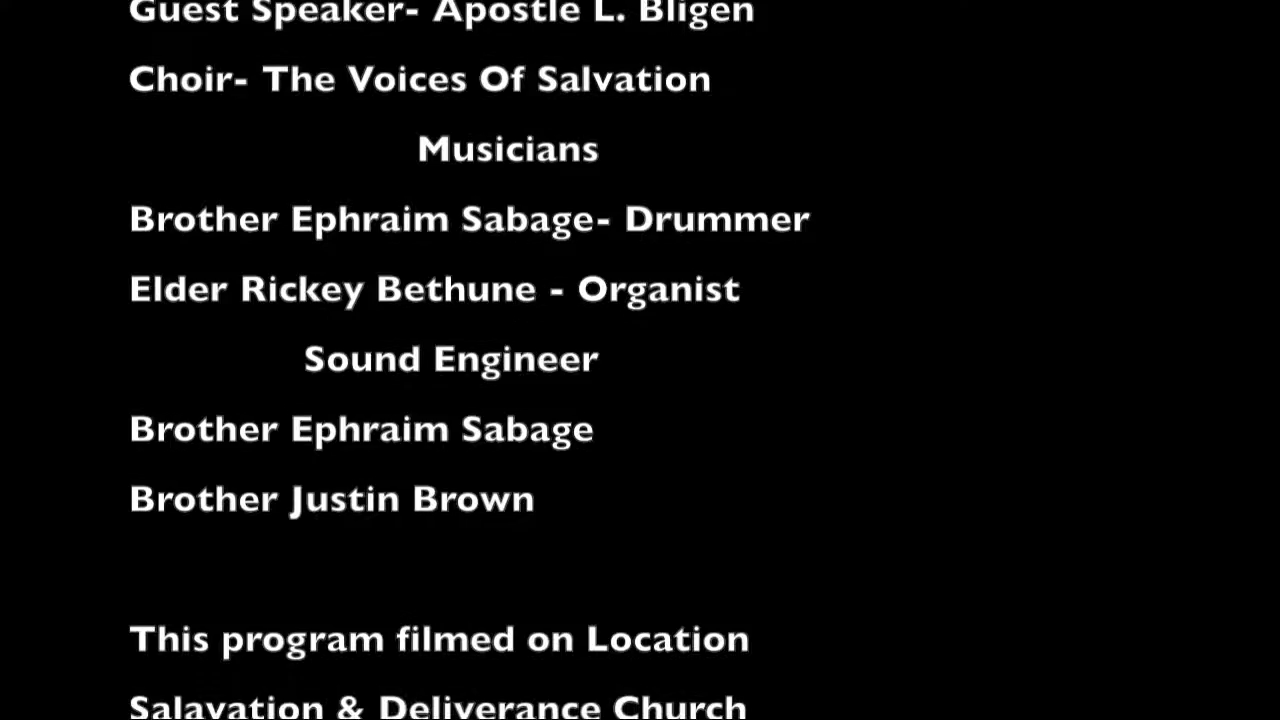 Guest Speaker- Apostle L. Bligen
Choir- The Voices Of Salvation
Musicians
Brother Ephraim Sabage- Drummer
Elder Rickey Bethune - Organist
Sound Engineer
Brother Ephraim Sabage
Brother Justin Brown
This program filmed on Location
Salavation & Deliverance Church